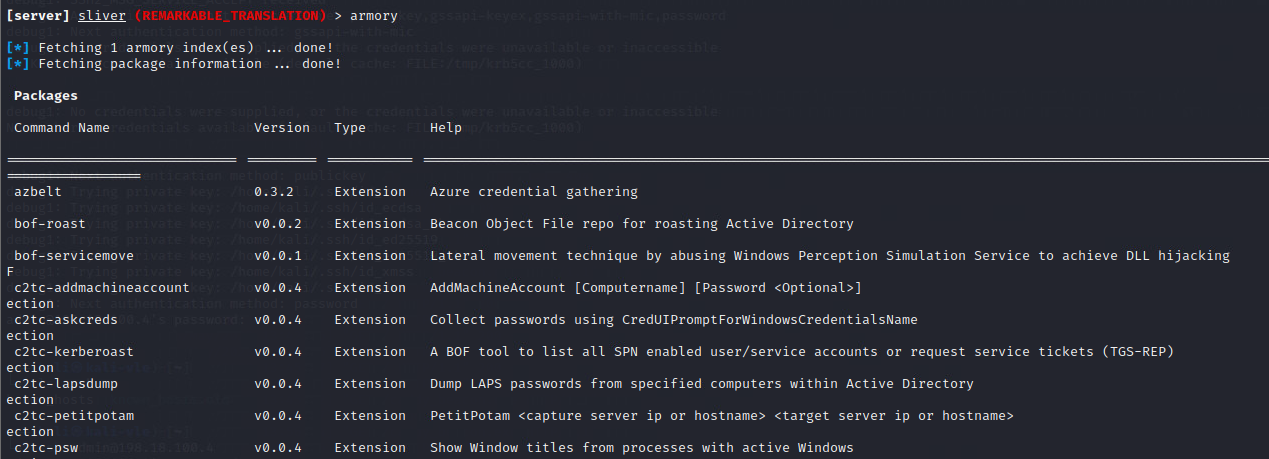 [server] sliver (REMARKABLE_TRANSLATION) > armory
[*] Fetching 1 armory index(es) ... done!
[*] Fetching package information ... done!
Packages
Command Name Version Type Help
============================= ========= =========== ==========
azbelt 0.3.2 Extension Azure credential gathering
bof-roast v0.0.2 Extension Beacon Object File repo for roasting Active Directory
bof-servicemove v0.0.1 Extension Lateral movement technique by abusing Windows Perception Simulation Service to achieve DLL hijacking
F
c2tc-addmachineaccount v0.0.4 Extension AddMachineAccount [Computername] [Password <Optional>]
ection
c2tc-askcreds v0.0.4 Extension Collect passwords using CredUIPromptForWindowsCredentialsName
ection
c2tc-kerberoast v0.0.4 Extension A BOF tool to list all SPN enabled user/service accounts or request service tickets (TGS-REP)
ection
c2tc-lapsdump v0.0.4 Extension Dump LAPS passwords from specified computers within Active Directory
ection
c2tc-petitpotam v0.0.4 Extension PetitPotam <capture server ip or hostname> <target server ip or hostname>
ection
c2tc-psw v0.0.4 Extension Show Window titles from processes with active Windows